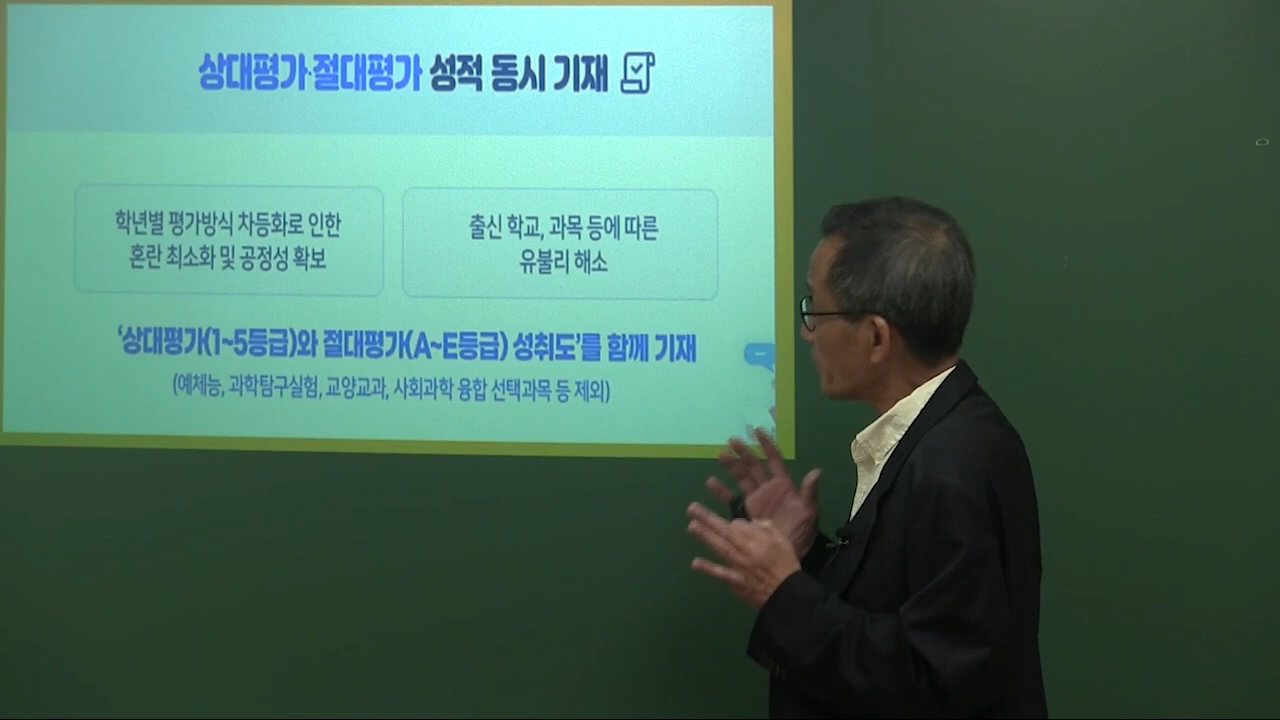 상대평가·절대평가 성적 동시 기재
학년별 평가방식 차등화로 인한
혼란 최소화 및 공정성 확보
출신 학교, 과목 등에 따른
유불리 해소
‘상대평가(1~5등급)와 절대평가(A~E등급) 성취도’를 함께 기재
(예체능, 과학탐구실험, 교양교과, 사회과학 융합 선택과목 등 제외)